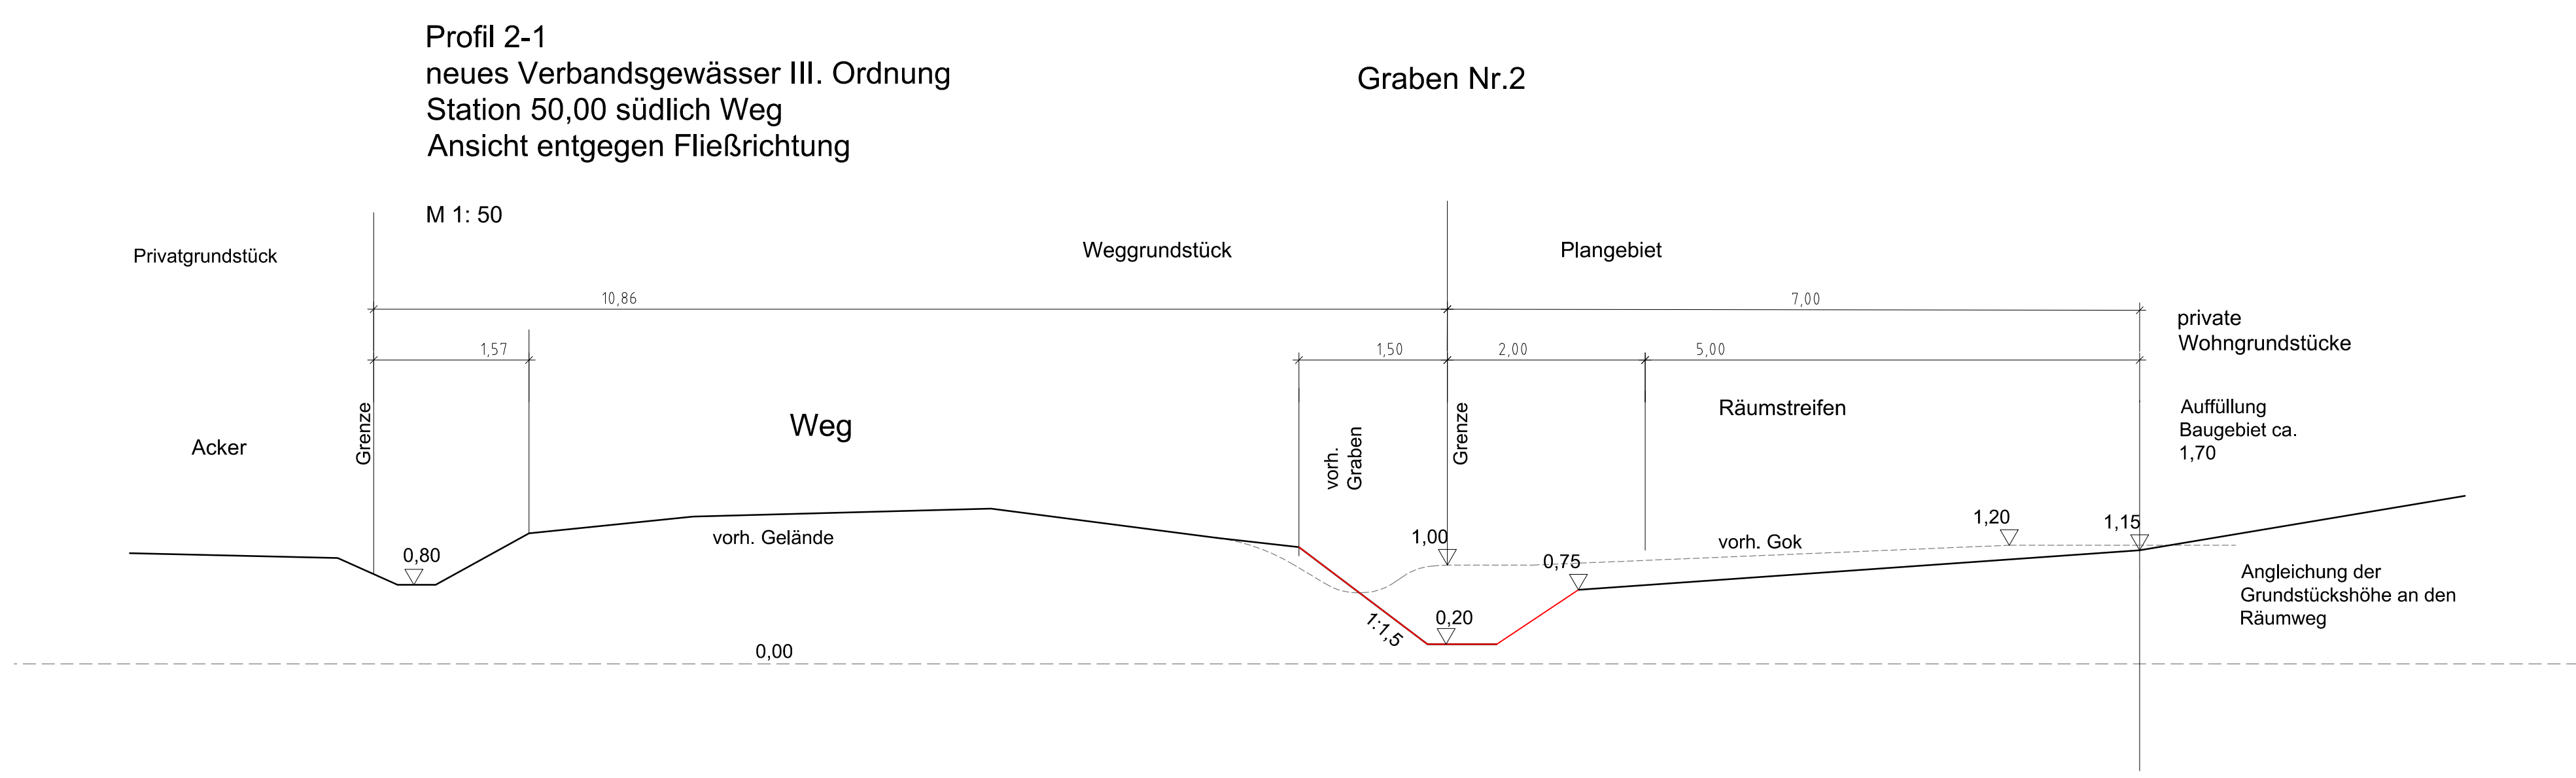 Profil 2-1
neues Verbandsgewässer III. Ordnung
Station 50,00 südlich Weg
Ansicht entgegen Fließrichtung
Graben Nr.2
M 1: 50
Privatgrundstück
Weggrundstück
Plangebiet
10,86
7,00
private
Wohngrundstücke
1,57
1,50
2,00
5,00
Acker
Grenze
Weg
vorh.
Graben
Grenze
Räumstreifen
Auffüllung
Baugebiet ca.
1,70
0,80
vorh. Gelände
1,00
0,75
vorh. Gok
1,20
1,15
1:1,5
0,20
Angleichung der
Grundstückshöhe an den
Räumweg
0,00